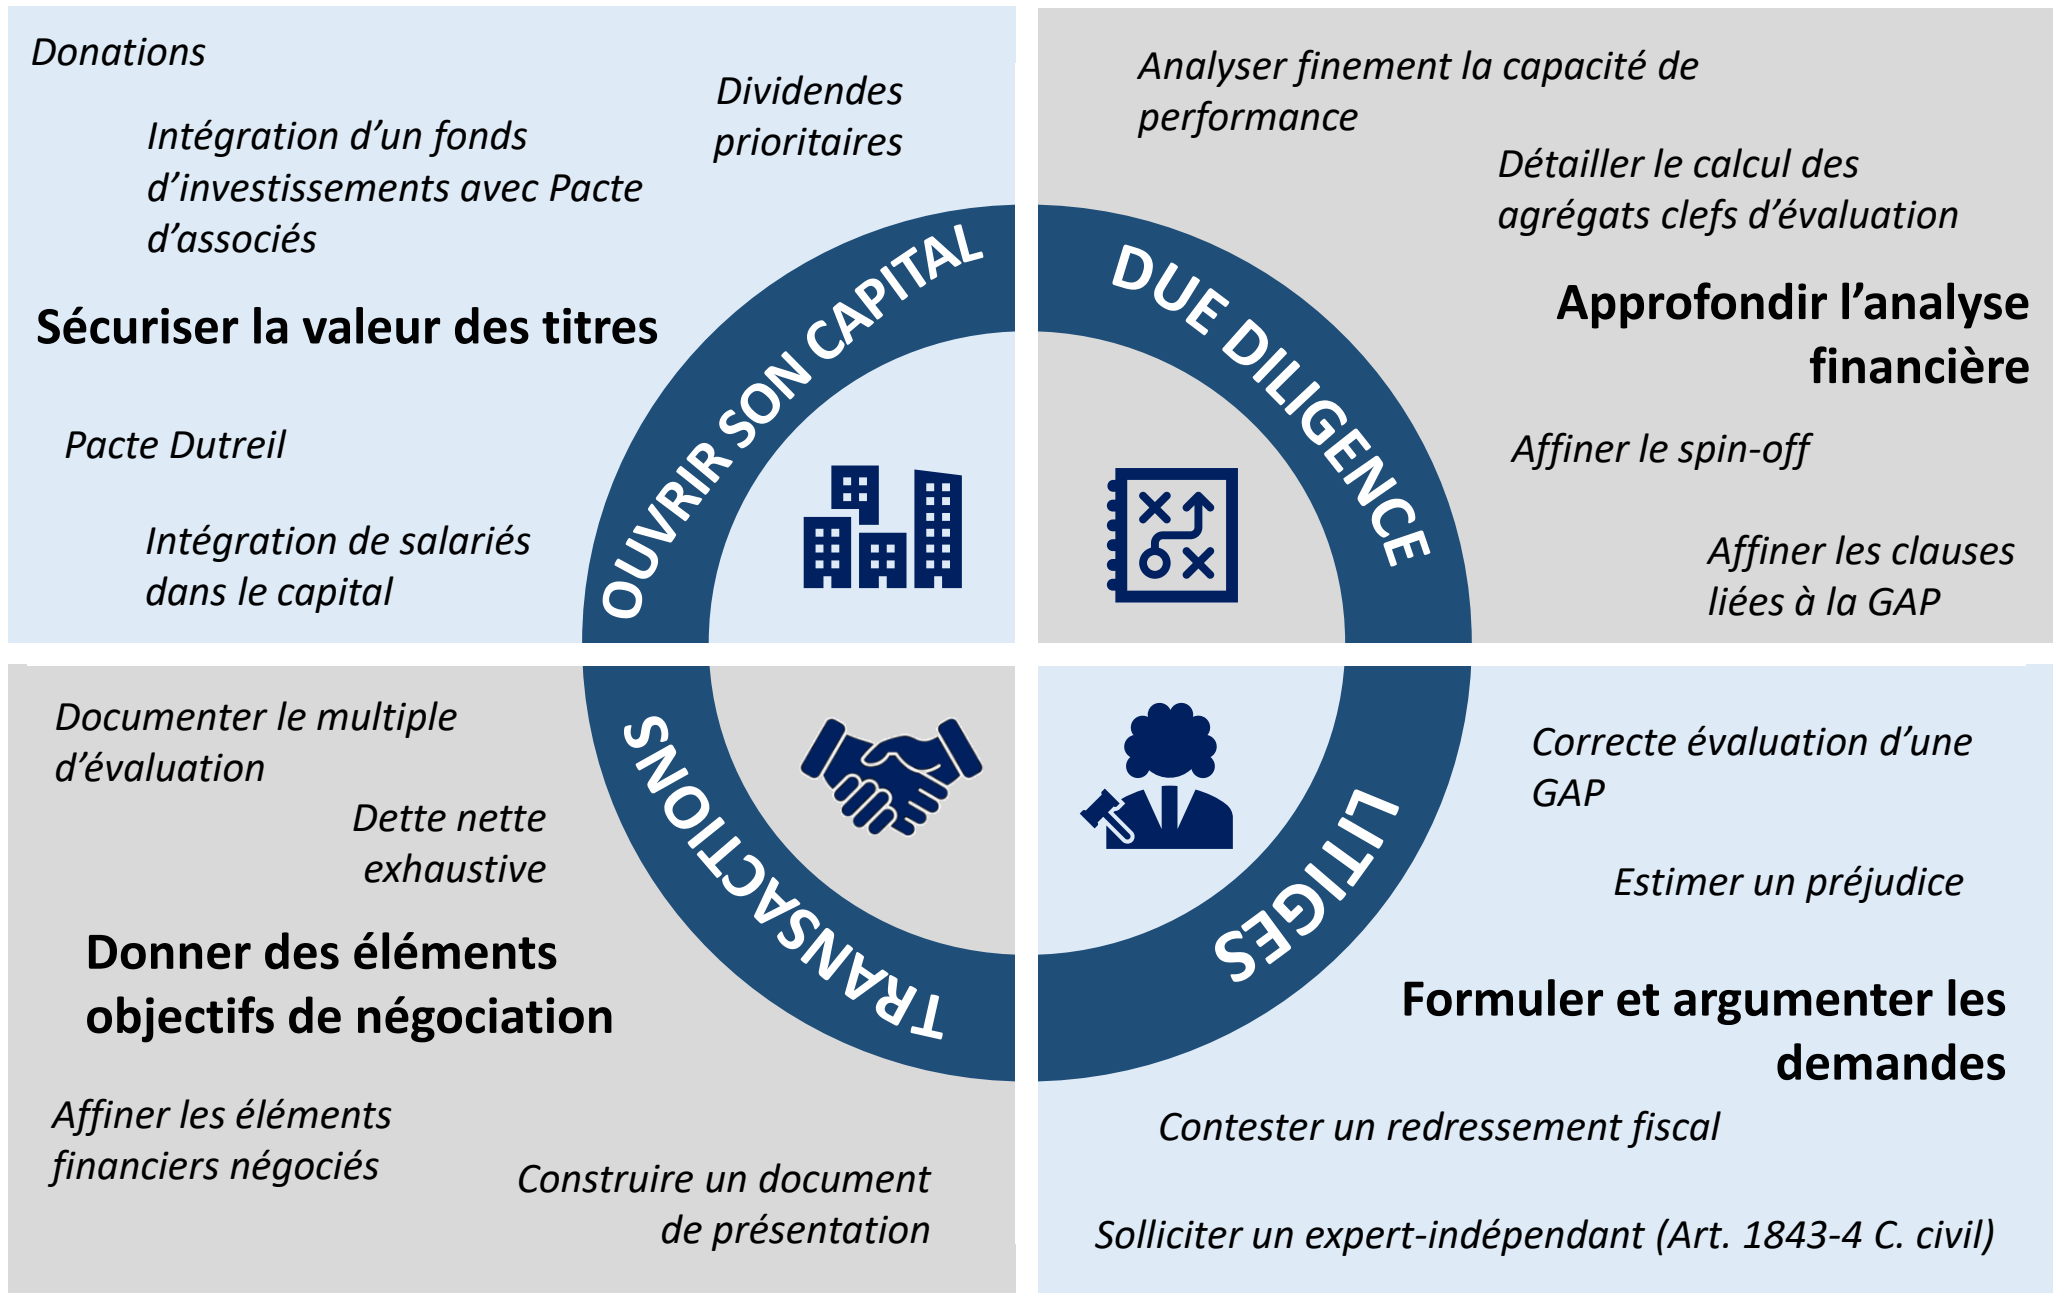 Donations
Dividendes
prioritaires
Intégration d’un fonds
d’investissements avec Pacte
d’associés
Sécuriser la valeur des titres
Pacte Dutreil
Intégration de salariés
dans le capital
OUVRIR SON CAPITAL
Analyser finement la capacité de
performance
Détailler le calcul des
agrégats clefs d’évaluation
DUE DILIGENCE
Approfondir l’analyse
financière
Affiner le spin-off
Affiner les clauses
liées à la GAP
Documenter le multiple
d’évaluation
Dette nette
exhaustive
TRANSACTIONS
Donner des éléments
objectifs de négociation
Affiner les éléments
financiers négociés
Construire un document
de présentation
Correcte évaluation d’une
GAP
Estimer un préjudice
LITIGES
Formuler et argumenter les
demandes
Contester un redressement fiscal
Solliciter un expert-indépendant (Art. 1843-4 C. civil)